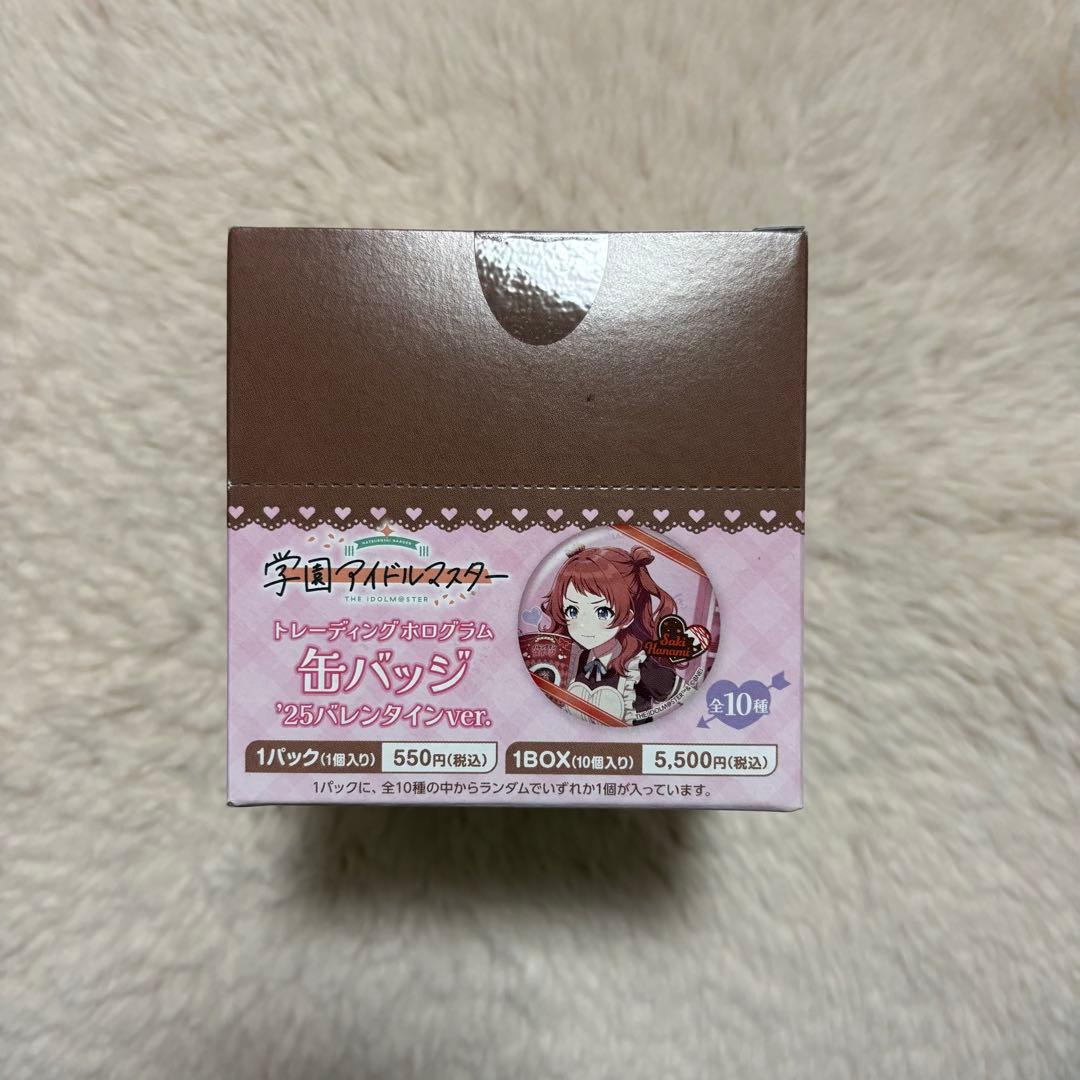 HATSUBOSHI GAKUEN
学園アイドルマスター
THE iDOLM@STER
トレーディングホログラム
缶バッジ
'25バレンタインver.
Saki
Hanami
全10種
1パック(1個入り) 550円(税込)
1BOX(10個入り) 5,500円(税込)
1パックに、全10種の中からランダムでいずれか1個が入っています。